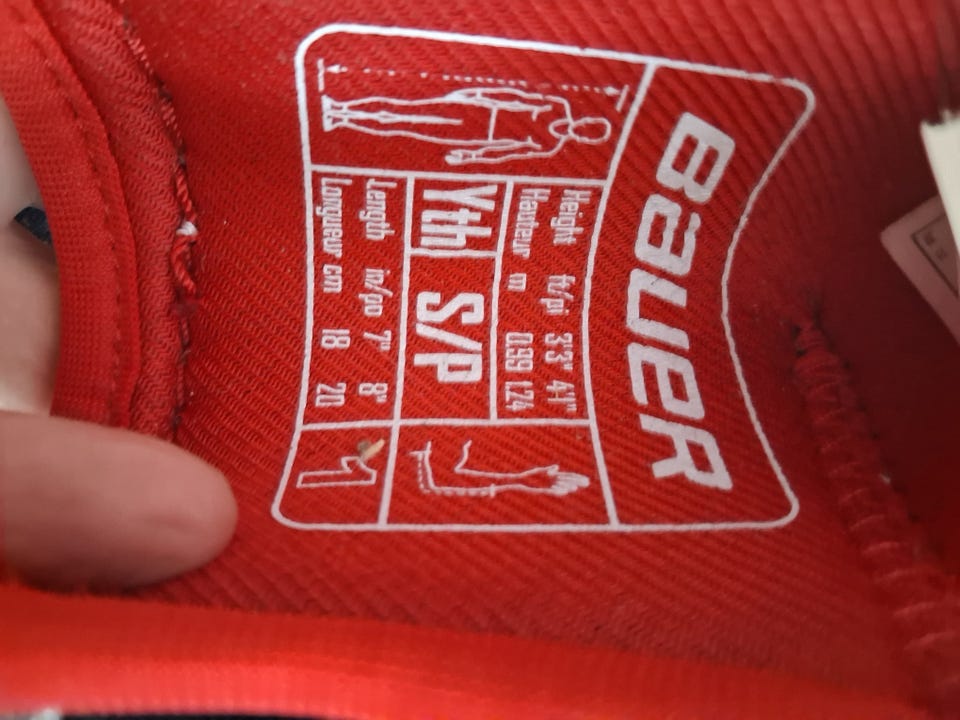 BAUER
Height ft/pi 3'3" 4'1"
Hauteur m 0.99 1.24
Yth S/P
Length in/po 7" 8"
Longueur cm 18 20